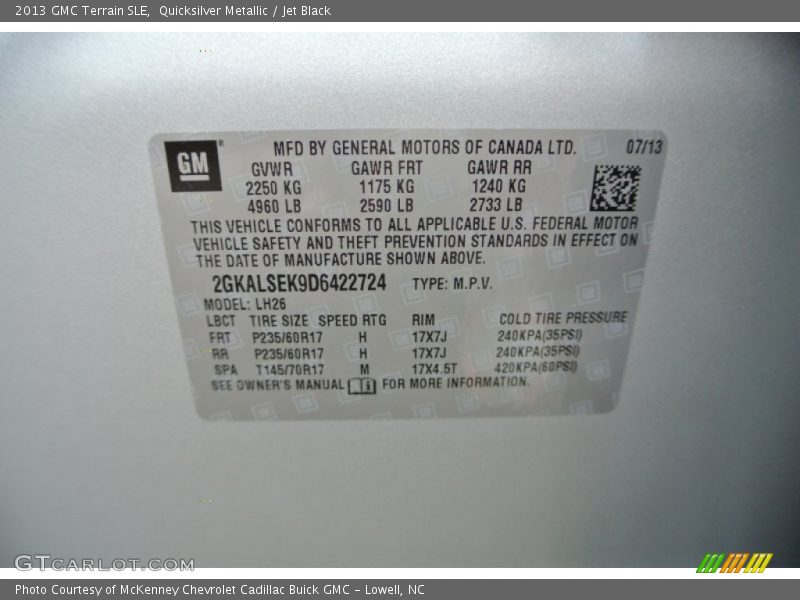 2013 GMC Terrain SLE, Quicksilver Metallic / Jet Black
GM
MFD BY GENERAL MOTORS OF CANADA LTD. 07/13
GVWR GAWR FRT GAWR RR
2250 KG 1175 KG 1240 KG
4960 LB 2590 LB 2733 LB
THIS VEHICLE CONFORMS TO ALL APPLICABLE U.S. FEDERAL MOTOR
VEHICLE SAFETY AND THEFT PREVENTION STANDARDS IN EFFECT ON
THE DATE OF MANUFACTURE SHOWN ABOVE.
2GKALSEK9D6422724 TYPE: M.P.V.
MODEL: LH26
LBCT TIRE SIZE SPEED RTG RIM COLD TIRE PRESSURE
FRT P235/60R17 H 17X7J 240KPA(35PSI)
RR P235/60R17 H 17X7J 240KPA(35PSI)
SPA T145/70R17 M 17X4.5T 420KPA(60PSI)
SEE OWNER'S MANUAL FOR MORE INFORMATION.
GTCARLOT.COM
Photo Courtesy of McKenney Chevrolet Cadillac Buick GMC - Lowell, NC